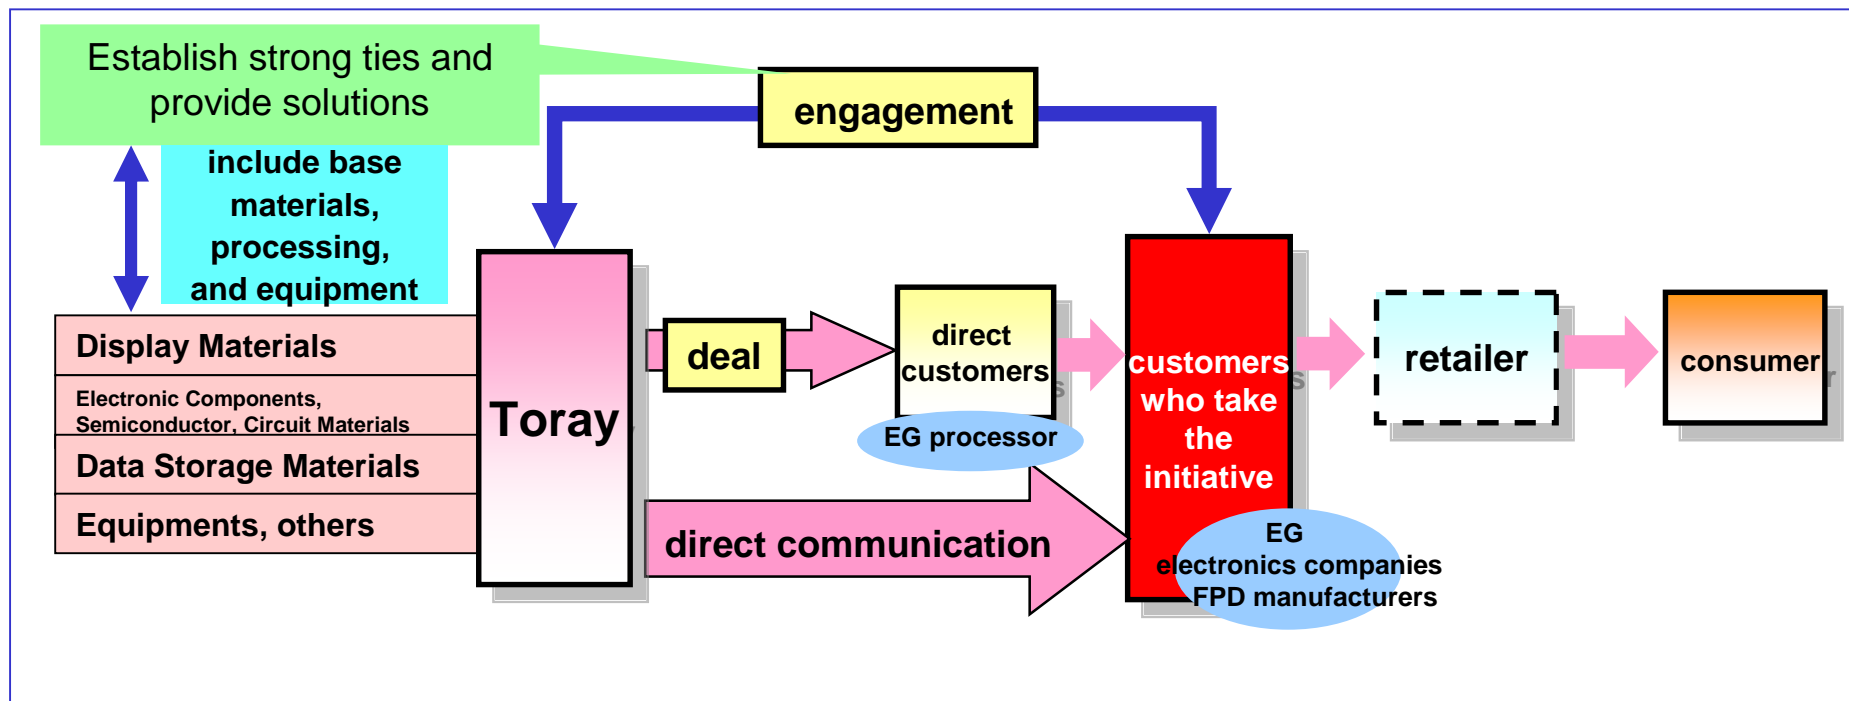 Establish strong ties and
provide solutions
engagement
include base
materials,
processing,
and equipment
Display Materials
Electronic Components,
Semiconductor, Circuit Materials
Data Storage Materials
Equipments, others
Toray
deal
direct
customers
EG processor
direct communication
customers
who take
the
initiative
EG
electronics companies
FPD manufacturers
retailer
consumer